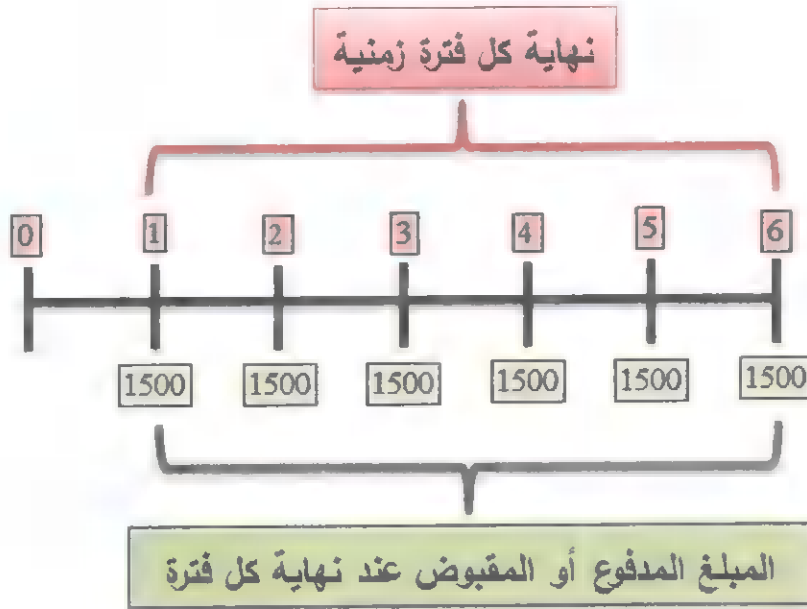 نهاية كل فترة زمنية
0 1 2 3 4 5 6
1500 1500 1500 1500 1500 1500
المبلغ المدفوع أو المقبوض عند نهاية كل فترة